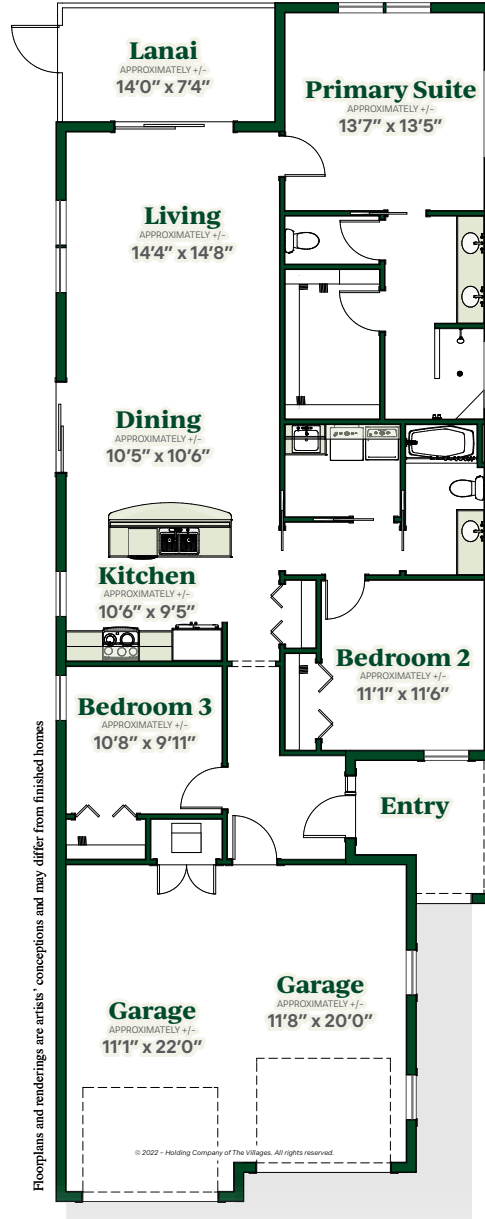 Lanai
APPROXIMATELY +/-
14'0" x 7'4"
Primary Suite
APPROXIMATELY +/-
13'7" x 13'5"
Living
APPROXIMATELY +/-
14'4" x 14'8"
Dining
APPROXIMATELY +/-
10'5" x 10'6"
Kitchen
APPROXIMATELY +/-
10'6" x 9'5"
Bedroom 2
APPROXIMATELY +/-
11'1" x 11'6"
Bedroom 3
APPROXIMATELY +/-
10'8" x 9'11"
Entry
Garage
APPROXIMATELY +/-
11'8" x 20'0"
Garage
APPROXIMATELY +/-
11'1" x 22'0"
© 2022 - Holding Company of The Villages. All rights reserved.
Floorplans and renderings are artists' conceptions and may differ from finished homes